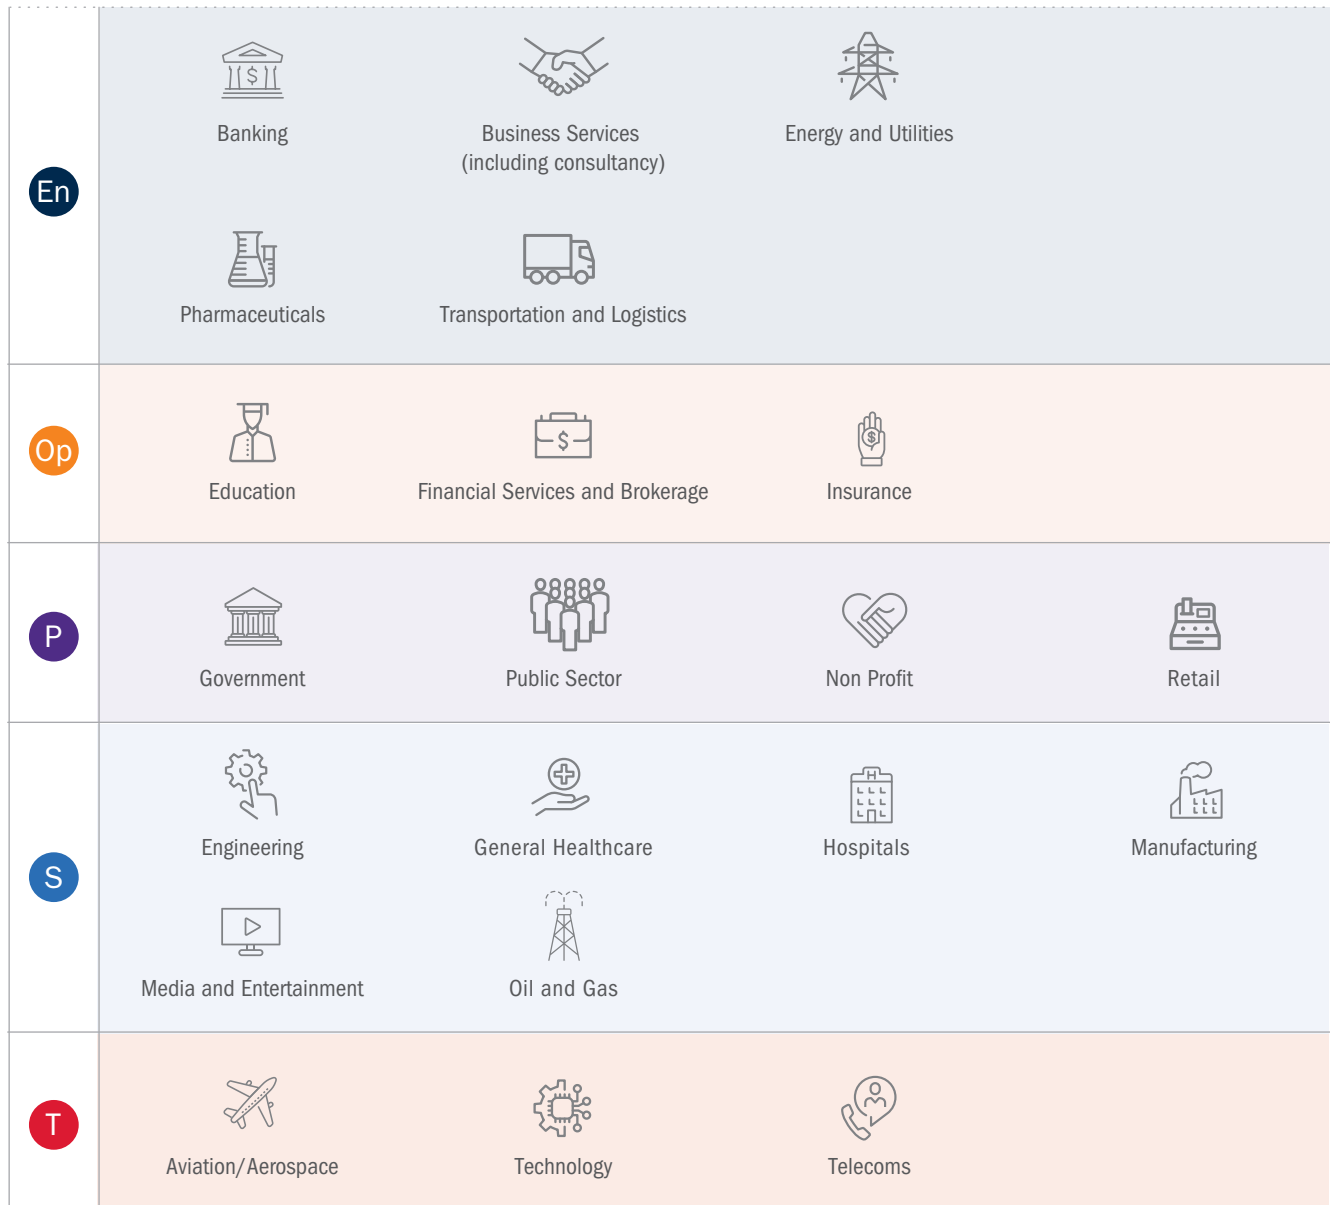 En
Banking
Business Services
(including consultancy)
Energy and Utilities
Pharmaceuticals
Transportation and Logistics
Op
Education
Financial Services and Brokerage
Insurance
P
Government
Public Sector
Non Profit
Retail
S
Engineering
General Healthcare
Hospitals
Manufacturing
Media and Entertainment
Oil and Gas
T
Aviation/Aerospace
Technology
Telecoms